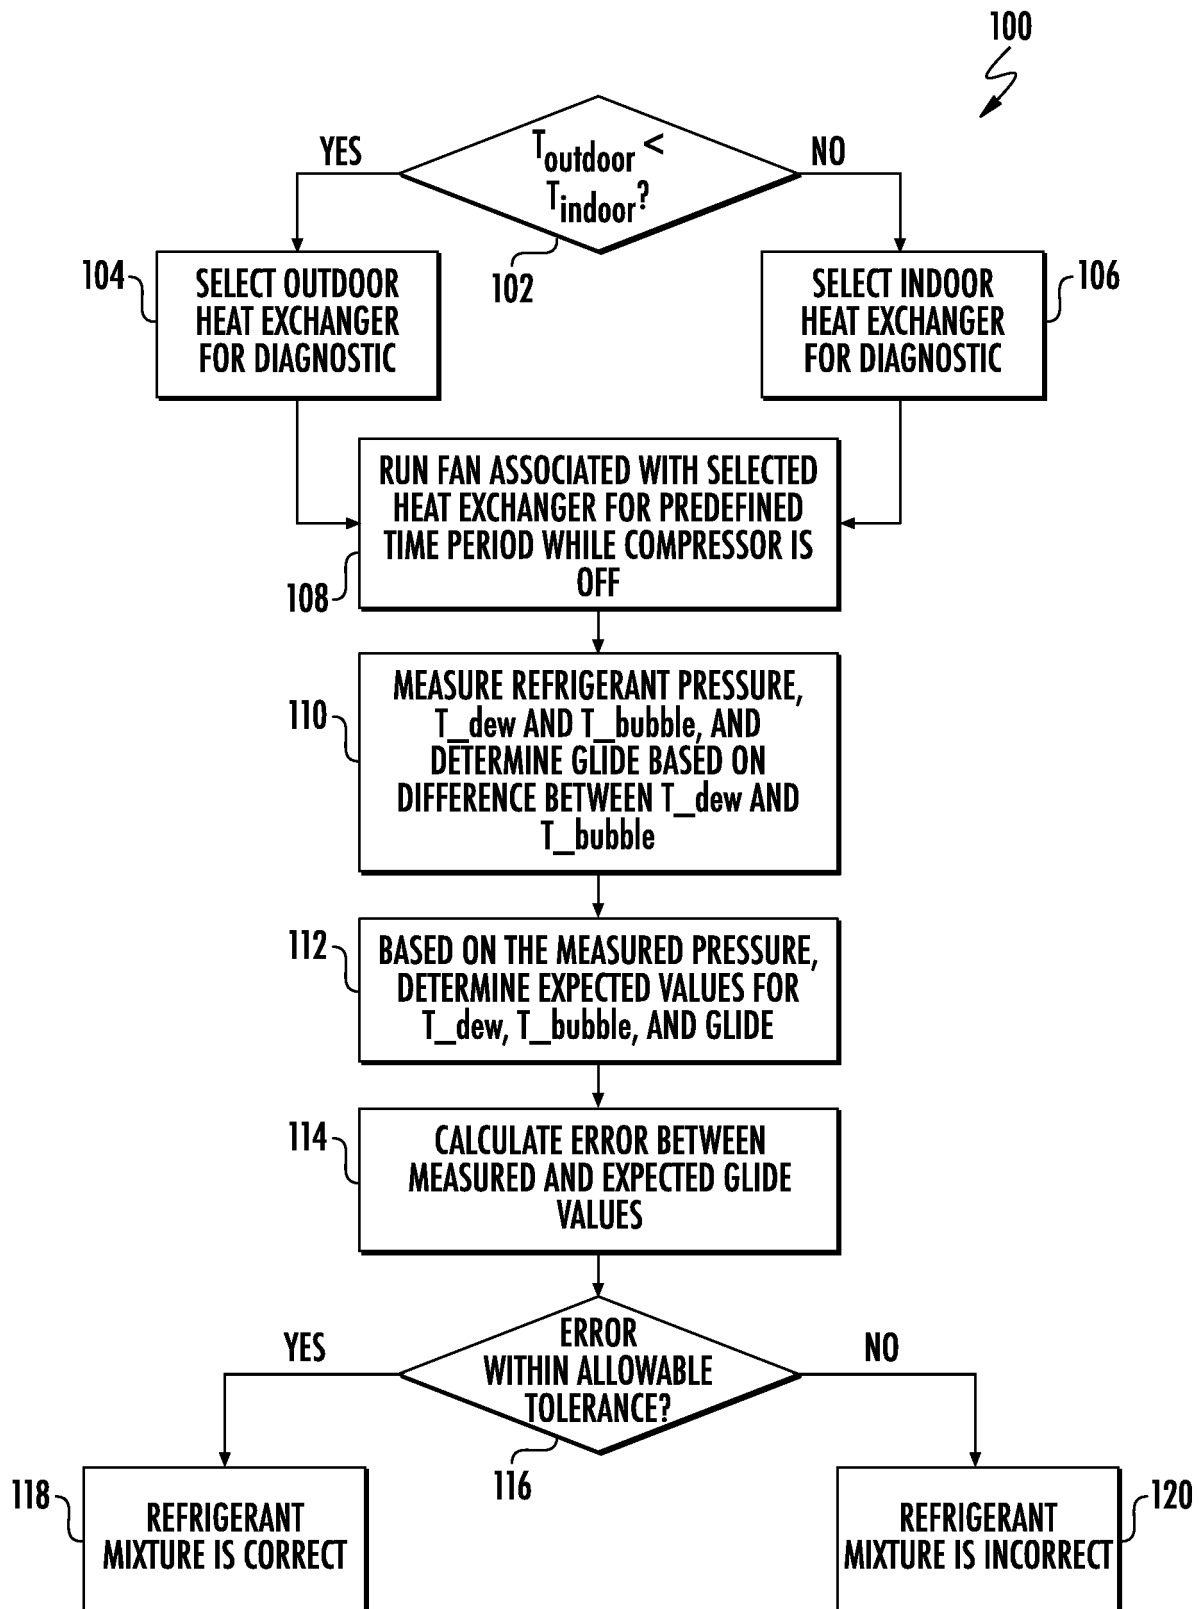 100
YES
T outdoor <
T indoor?
NO
102
104
SELECT OUTDOOR
HEAT EXCHANGER
FOR DIAGNOSTIC
SELECT INDOOR
HEAT EXCHANGER
FOR DIAGNOSTIC
106
RUN FAN ASSOCIATED WITH SELECTED
HEAT EXCHANGER FOR PREDEFINED
TIME PERIOD WHILE COMPRESSOR IS
OFF
108
MEASURE REFRIGERANT PRESSURE,
T_dew AND T_bubble, AND
DETERMINE GLIDE BASED ON
DIFFERENCE BETWEEN T_dew AND
T_bubble
110
112
BASED ON THE MEASURED PRESSURE,
DETERMINE EXPECTED VALUES FOR
T_dew, T_bubble, AND GLIDE
114
CALCULATE ERROR BETWEEN
MEASURED AND EXPECTED GLIDE
VALUES
YES
ERROR
WITHIN ALLOWABLE
TOLERANCE?
NO
116
118
REFRIGERANT
MIXTURE IS CORRECT
REFRIGERANT
MIXTURE IS INCORRECT
120